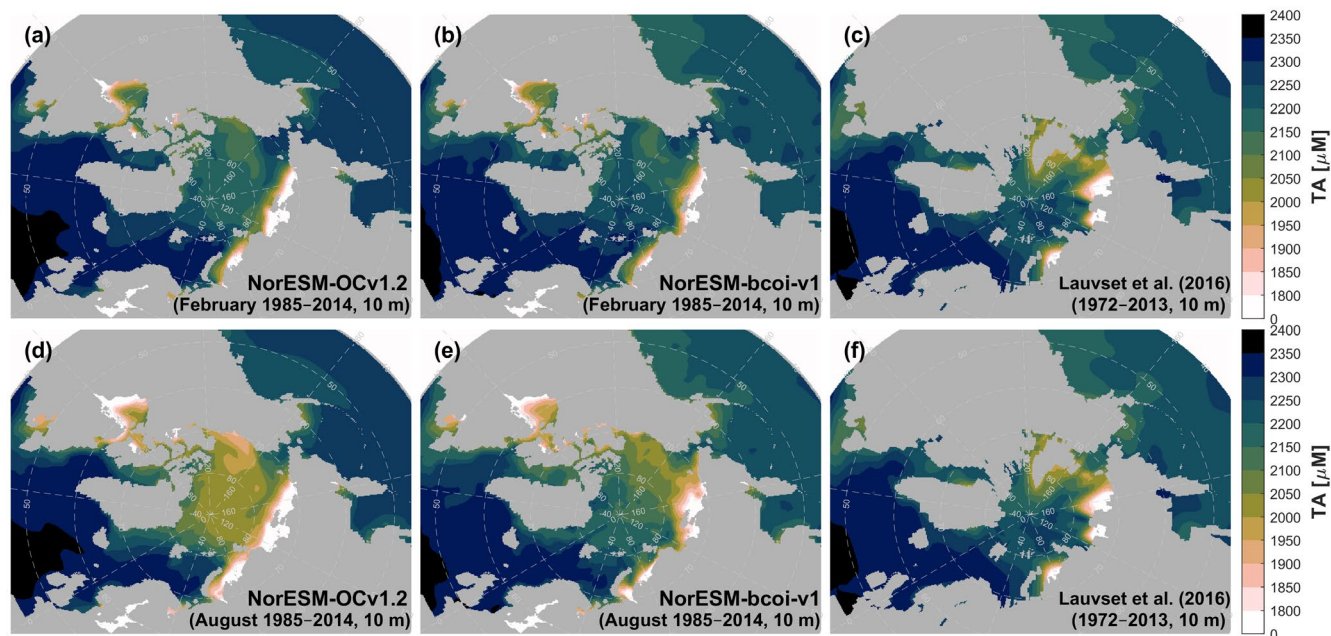 (a)
NorESM-OCv1.2
(February 1985–2014, 10 m)
(b)
NorESM-bcoi-v1
(February 1985–2014, 10 m)
(c)
Lauvset et al. (2016)
(1972–2013, 10 m)
2400
2350
2300
2250
2200
2150
2100
2050
2000
1950
1900
1850
1800
0
TA [μM]
(d)
NorESM-OCv1.2
(August 1985–2014, 10 m)
(e)
NorESM-bcoi-v1
(August 1985–2014, 10 m)
(f)
Lauvset et al. (2016)
(1972–2013, 10 m)
2400
2350
2300
2250
2200
2150
2100
2050
2000
1950
1900
1850
1800
0
TA [μM]